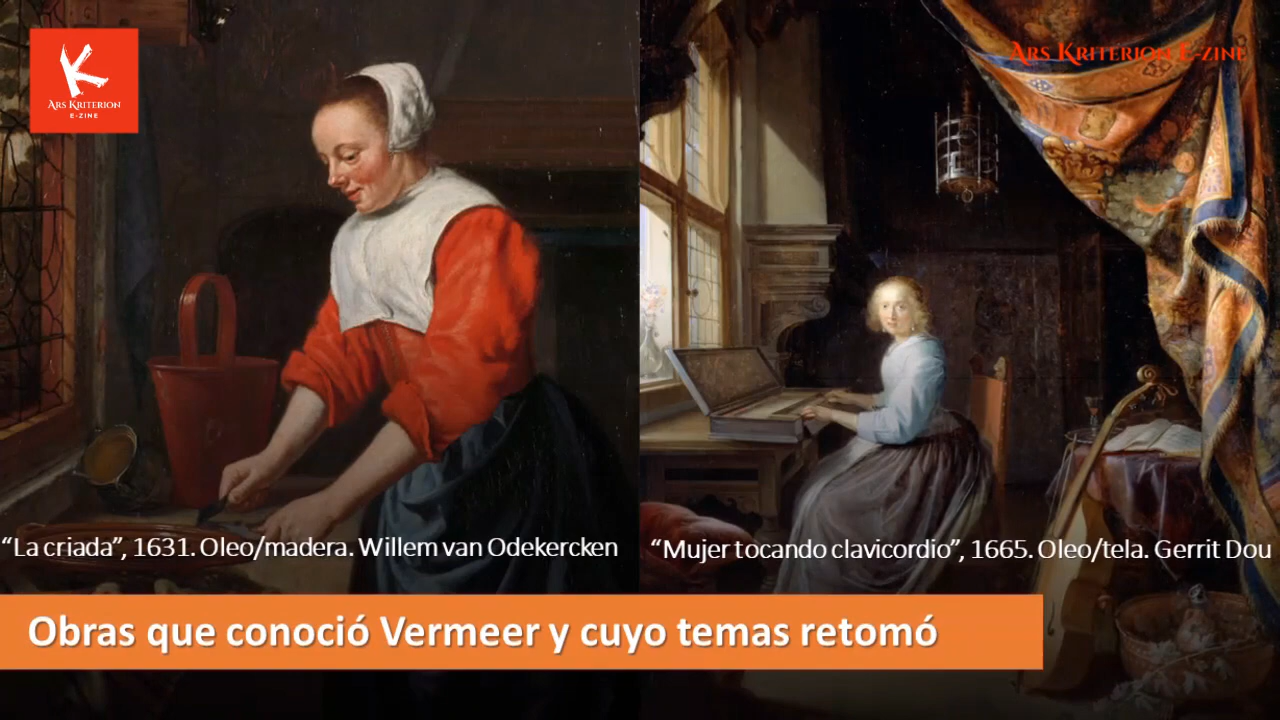 ARS KRITERION
E-ZINE
ARS KRITERION E-ZINE
“La criada”, 1631. Oleo/madera. Willem van Odekercken
“Mujer tocando clavicordio”, 1665. Oleo/tela. Gerrit Dou
Obras que conoció Vermeer y cuyo temas retomó